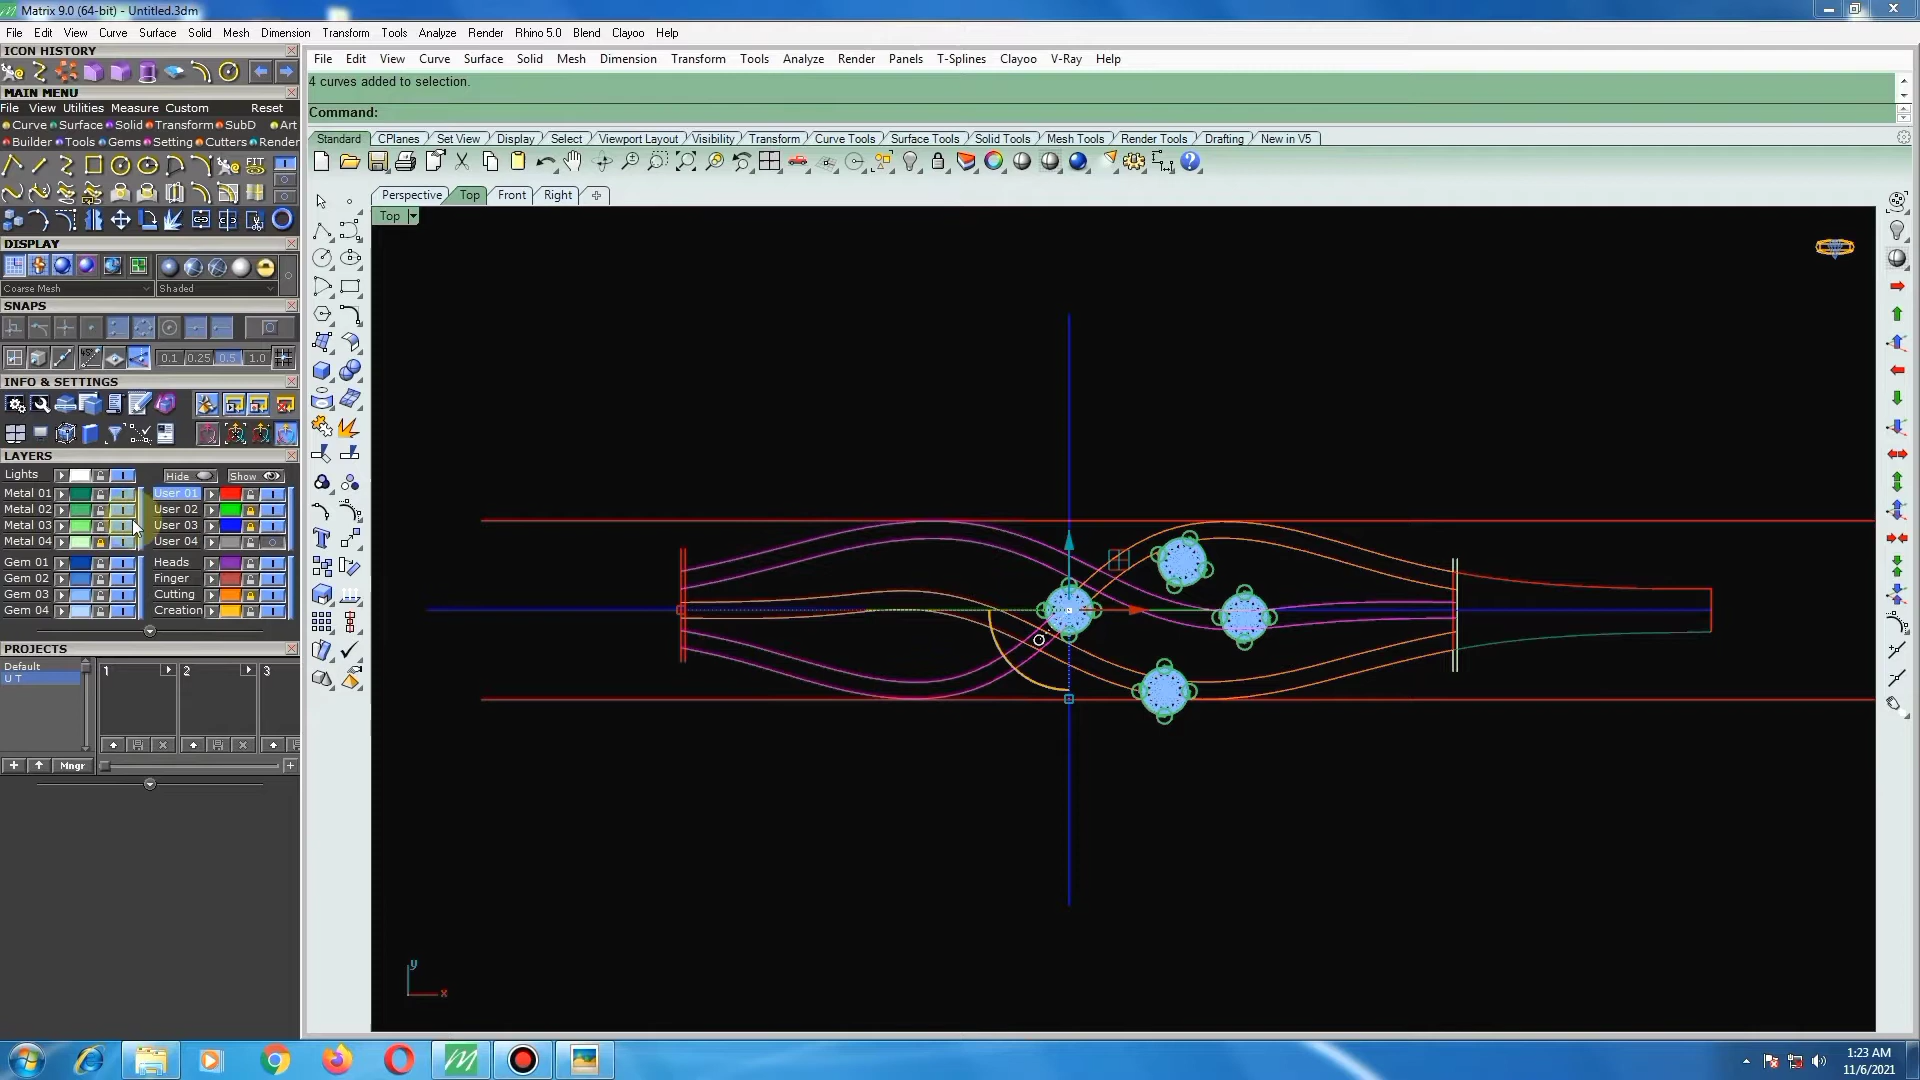 Matrix 9.0 (64-bit) - Untitled.3dm
File Edit View Curve Surface Solid Mesh Dimension Transform Tools Analyze Render Rhino 5.0 Blend Clayoo Help
ICON HISTORY
MAIN MENU
File View Utilities Measure Custom Reset
Curve Surface Solid Transform SubD Art
Builder Tools Gems Setting Cutters Render
FIT
DISPLAY
Coarse Mesh Shaded
SNAPS
0.1 0.25 0.5 1.0
INFO & SETTINGS
LAYERS
Lights Hide Show
Metal 01 User 01
Metal 02 User 02
Metal 03 User 03
Metal 04 User 04
Gem 01 Heads
Gem 02 Finger
Gem 03 Cutting
Gem 04 Creation
PROJECTS
Default
U T
1 2 3
Mngr
File Edit View Curve Surface Solid Mesh Dimension Transform Tools Analyze Render Panels T-Splines Clayoo V-Ray Help
4 curves added to selection.
Command:
Standard CPlanes Set View Display Select Viewport Layout Visibility Transform Curve Tools Surface Tools Solid Tools Mesh Tools Render Tools Drafting New in V5
Perspective Top Front Right
Top
y
x
1:23 AM
11/6/2021